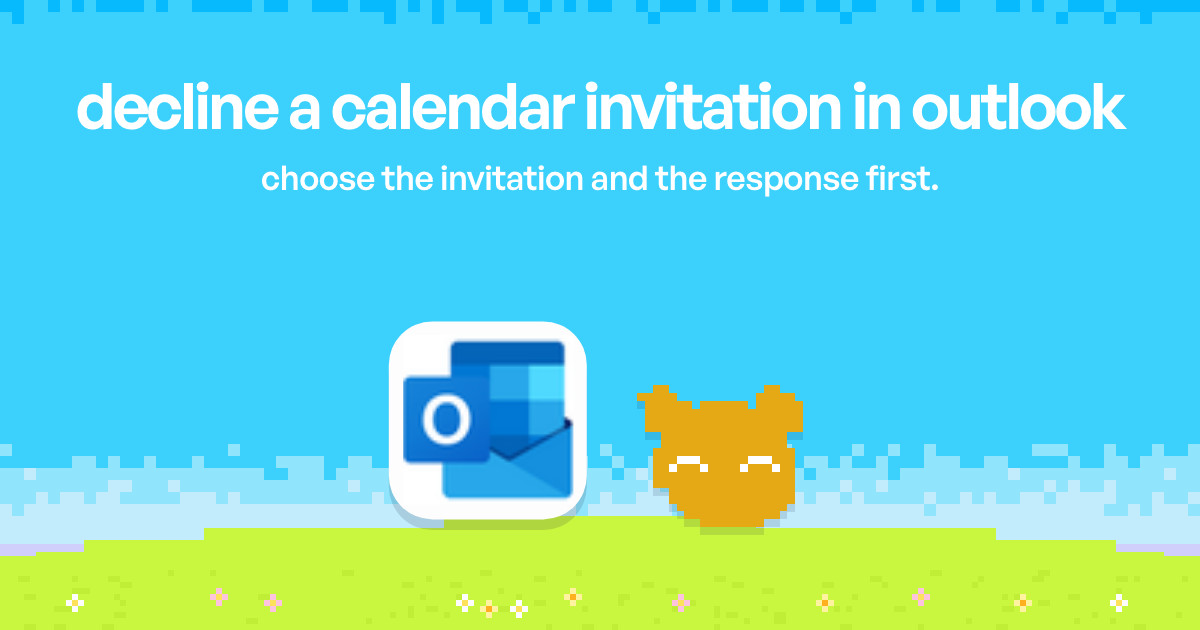 decline a calendar invitation in outlook
choose the invitation and the response first.
O